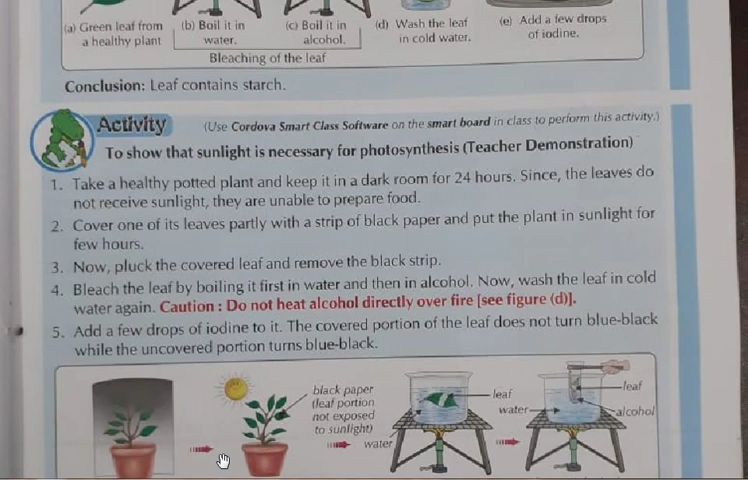 (a) Green leaf from
a healthy plant
(b) Boil it in
water.
(c) Boil it in
alcohol.
(d) Wash the leaf
in cold water.
(e) Add a few drops
of iodine.
Bleaching of the leaf
Conclusion: Leaf contains starch.
Activity
(Use Cordova Smart Class Software on the smart board in class to perform this activity.)
To show that sunlight is necessary for photosynthesis (Teacher Demonstration)
1. Take a healthy potted plant and keep it in a dark room for 24 hours. Since, the leaves do
not receive sunlight, they are unable to prepare food.
2. Cover one of its leaves partly with a strip of black paper and put the plant in sunlight for
few hours.
3. Now, pluck the covered leaf and remove the black strip.
4. Bleach the leaf by boiling it first in water and then in alcohol. Now, wash the leaf in cold
water again. Caution : Do not heat alcohol directly over fire [see figure (d)].
5. Add a few drops of iodine to it. The covered portion of the leaf does not turn blue-black
while the uncovered portion turns blue-black.
black paper
(leaf portion
not exposed
to sunlight)
water
leaf
water
leaf
alcohol